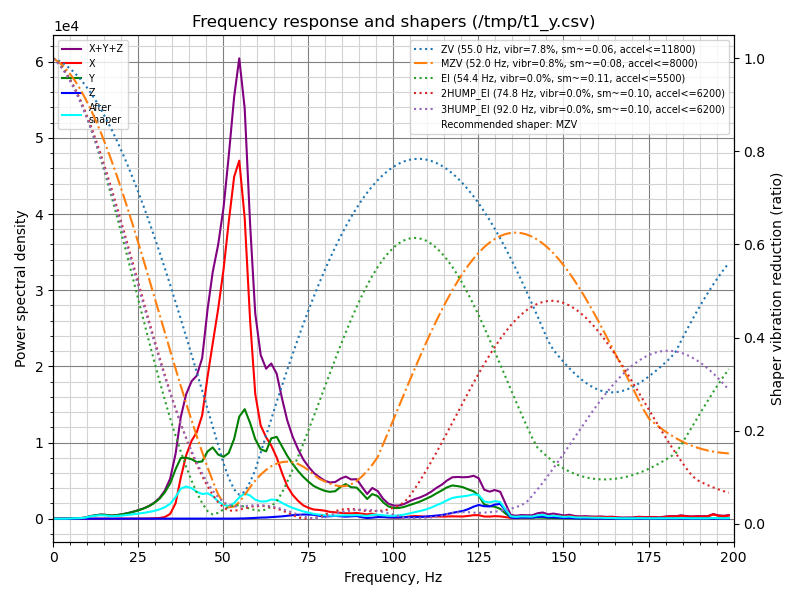 Frequency response and shapers (/tmp/t1_y.csv)
1e4
X+Y+Z
X
Y
Z
After
shaper
ZV (55.0 Hz, vibr=7.8%, sm~=0.06, accel<=11800)
MZV (52.0 Hz, vibr=0.8%, sm~=0.08, accel<=8000)
EI (54.4 Hz, vibr=0.0%, sm~=0.11, accel<=5500)
2HUMP_EI (74.8 Hz, vibr=0.0%, sm~=0.10, accel<=6200)
3HUMP_EI (92.0 Hz, vibr=0.0%, sm~=0.10, accel<=6200)
Recommended shaper: MZV
Power spectral density
6
5
4
3
2
1
0
1.0
0.8
0.6
0.4
0.2
0.0
Shaper vibration reduction (ratio)
0 25 50 75 100 125 150 175 200
Frequency, Hz